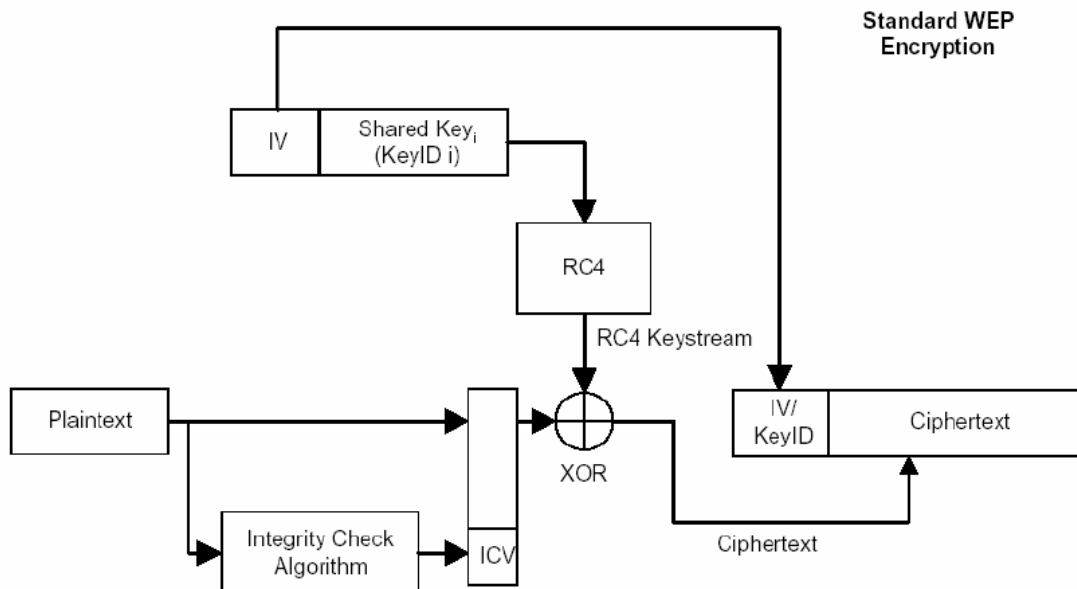 Standard WEP
Encryption
IV
Shared Keyᵢ
(KeyID i)
RC4
RC4 Keystream
Plaintext
IV/
KeyID
Ciphertext
XOR
Integrity Check
Algorithm
ICV
Ciphertext